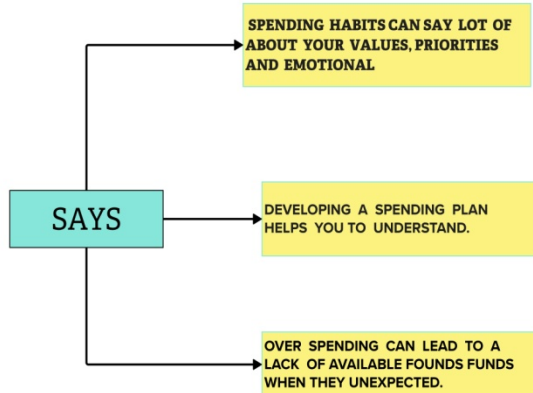 SPENDING HABITS CAN SAY LOT OF
ABOUT YOUR VALUES, PRIORITIES
AND EMOTIONAL
SAYS
DEVELOPING A SPENDING PLAN
HELPS YOU TO UNDERSTAND.
OVER SPENDING CAN LEAD TO A
LACK OF AVAILABLE FOUNDS FUNDS
WHEN THEY UNEXPECTED.